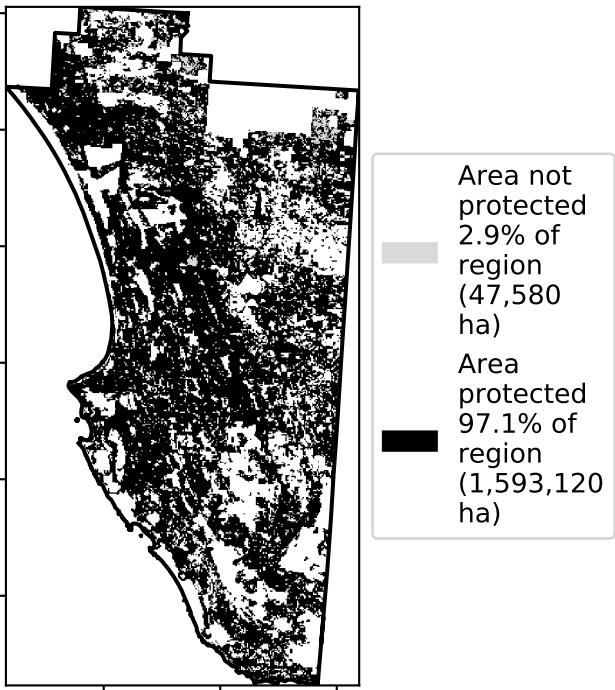 Area not
protected
2.9% of
region
(47,580
ha)
Area
protected
97.1% of
region
(1,593,120
ha)